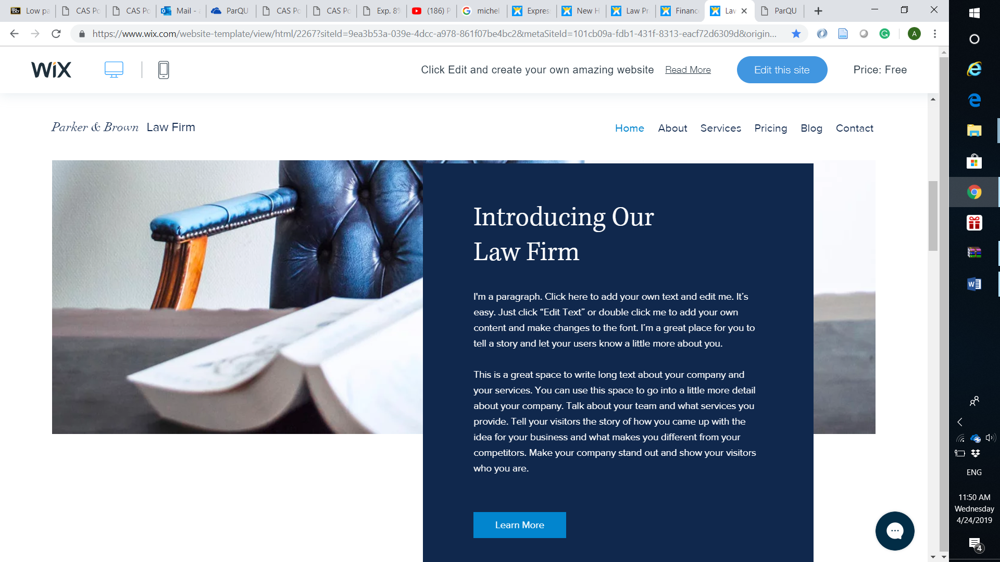 Bb Low pa
CAS Po
CAS Po
Mail - a
ParQU
CAS Po
CAS Po
Exp. 8%
(186) P
michel
Expres
New H
Law Pr
Financ
Law
ParQU
https://www.wix.com/website-template/view/html/2267?siteId=9ea3b53a-039e-4dcc-a978-861f07be4bc2&metaSiteId=101cb09a-fdb1-431f-8313-eacf72d6309d&origin...
A
WiX
Click Edit and create your own amazing website Read More
Edit this site
Price: Free
Parker & Brown Law Firm
Home About Services Pricing Blog Contact
Introducing Our
Law Firm
I'm a paragraph. Click here to add your own text and edit me. It's
easy. Just click “Edit Text” or double click me to add your own
content and make changes to the font. I'm a great place for you to
tell a story and let your users know a little more about you.
This is a great space to write long text about your company and
your services. You can use this space to go into a little more detail
about your company. Talk about your team and what services you
provide. Tell your visitors the story of how you came up with the
idea for your business and what makes you different from your
competitors. Make your company stand out and show your visitors
who you are.
Learn More
ENG
11:50 AM
Wednesday
4/24/2019
4